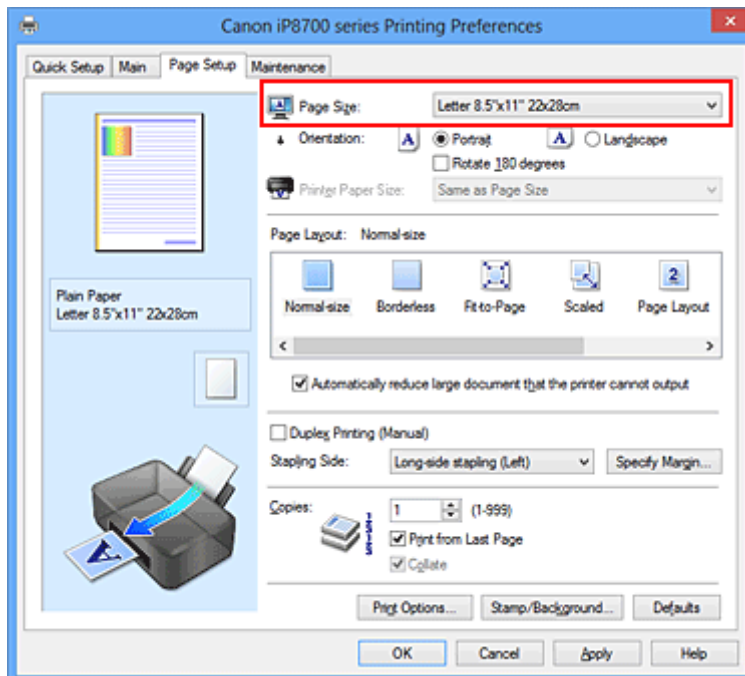 Canon iP8700 series Printing Preferences
Quick Setup Main Page Setup Maintenance
Page Size: Letter 8.5"x11" 22x28cm
Orientation: A Portrait A Landscape
Rotate 180 degrees
Printer Paper Size: Same as Page Size
Page Layout: Normal-size
2
Normal-size Borderless Fit-to-Page Scaled Page Layout
Plain Paper
Letter 8.5"x11" 22x28cm
Automatically reduce large document that the printer cannot output
Duplex Printing (Manual)
Stapling Side: Long-side stapling (Left) Specify Margin...
Copies: 1 (1-999)
Print from Last Page
Collate
A
Print Options... Stamp/Background... Defaults
OK Cancel Apply Help